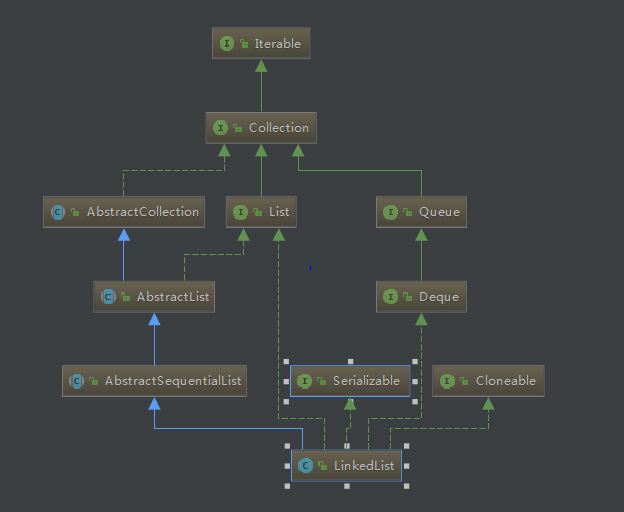 I Iterable
I Collection
C AbstractCollection
I List
I Queue
C AbstractList
I Deque
C AbstractSequentialList
I Serializable
I Cloneable
C LinkedList